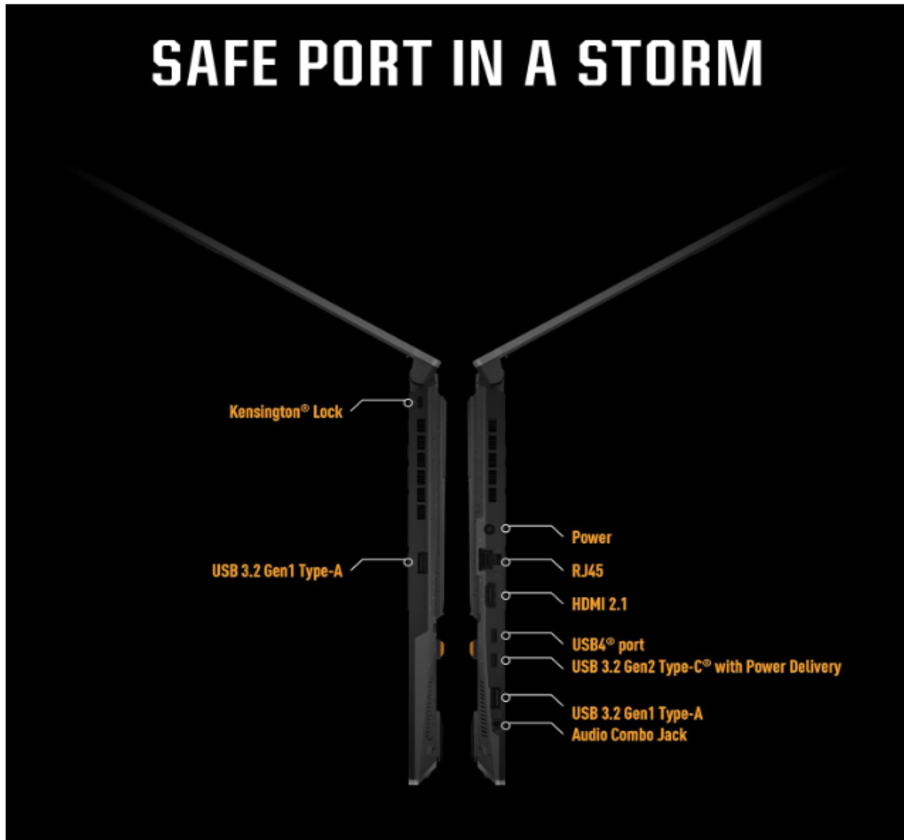 SAFE PORT IN A STORM
Kensington® Lock
USB 3.2 Gen1 Type-A
Power
RJ45
HDMI 2.1
USB4® port
USB 3.2 Gen2 Type-C® with Power Delivery
USB 3.2 Gen1 Type-A
Audio Combo Jack